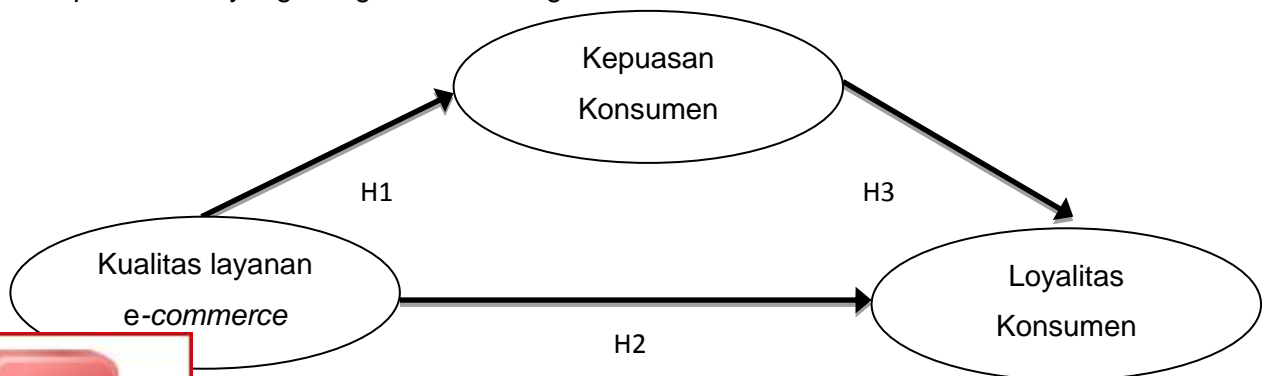 Kepuasan
Konsumen
H1
H3
Kualitas layanan
e-commerce
Loyalitas
Konsumen
H2